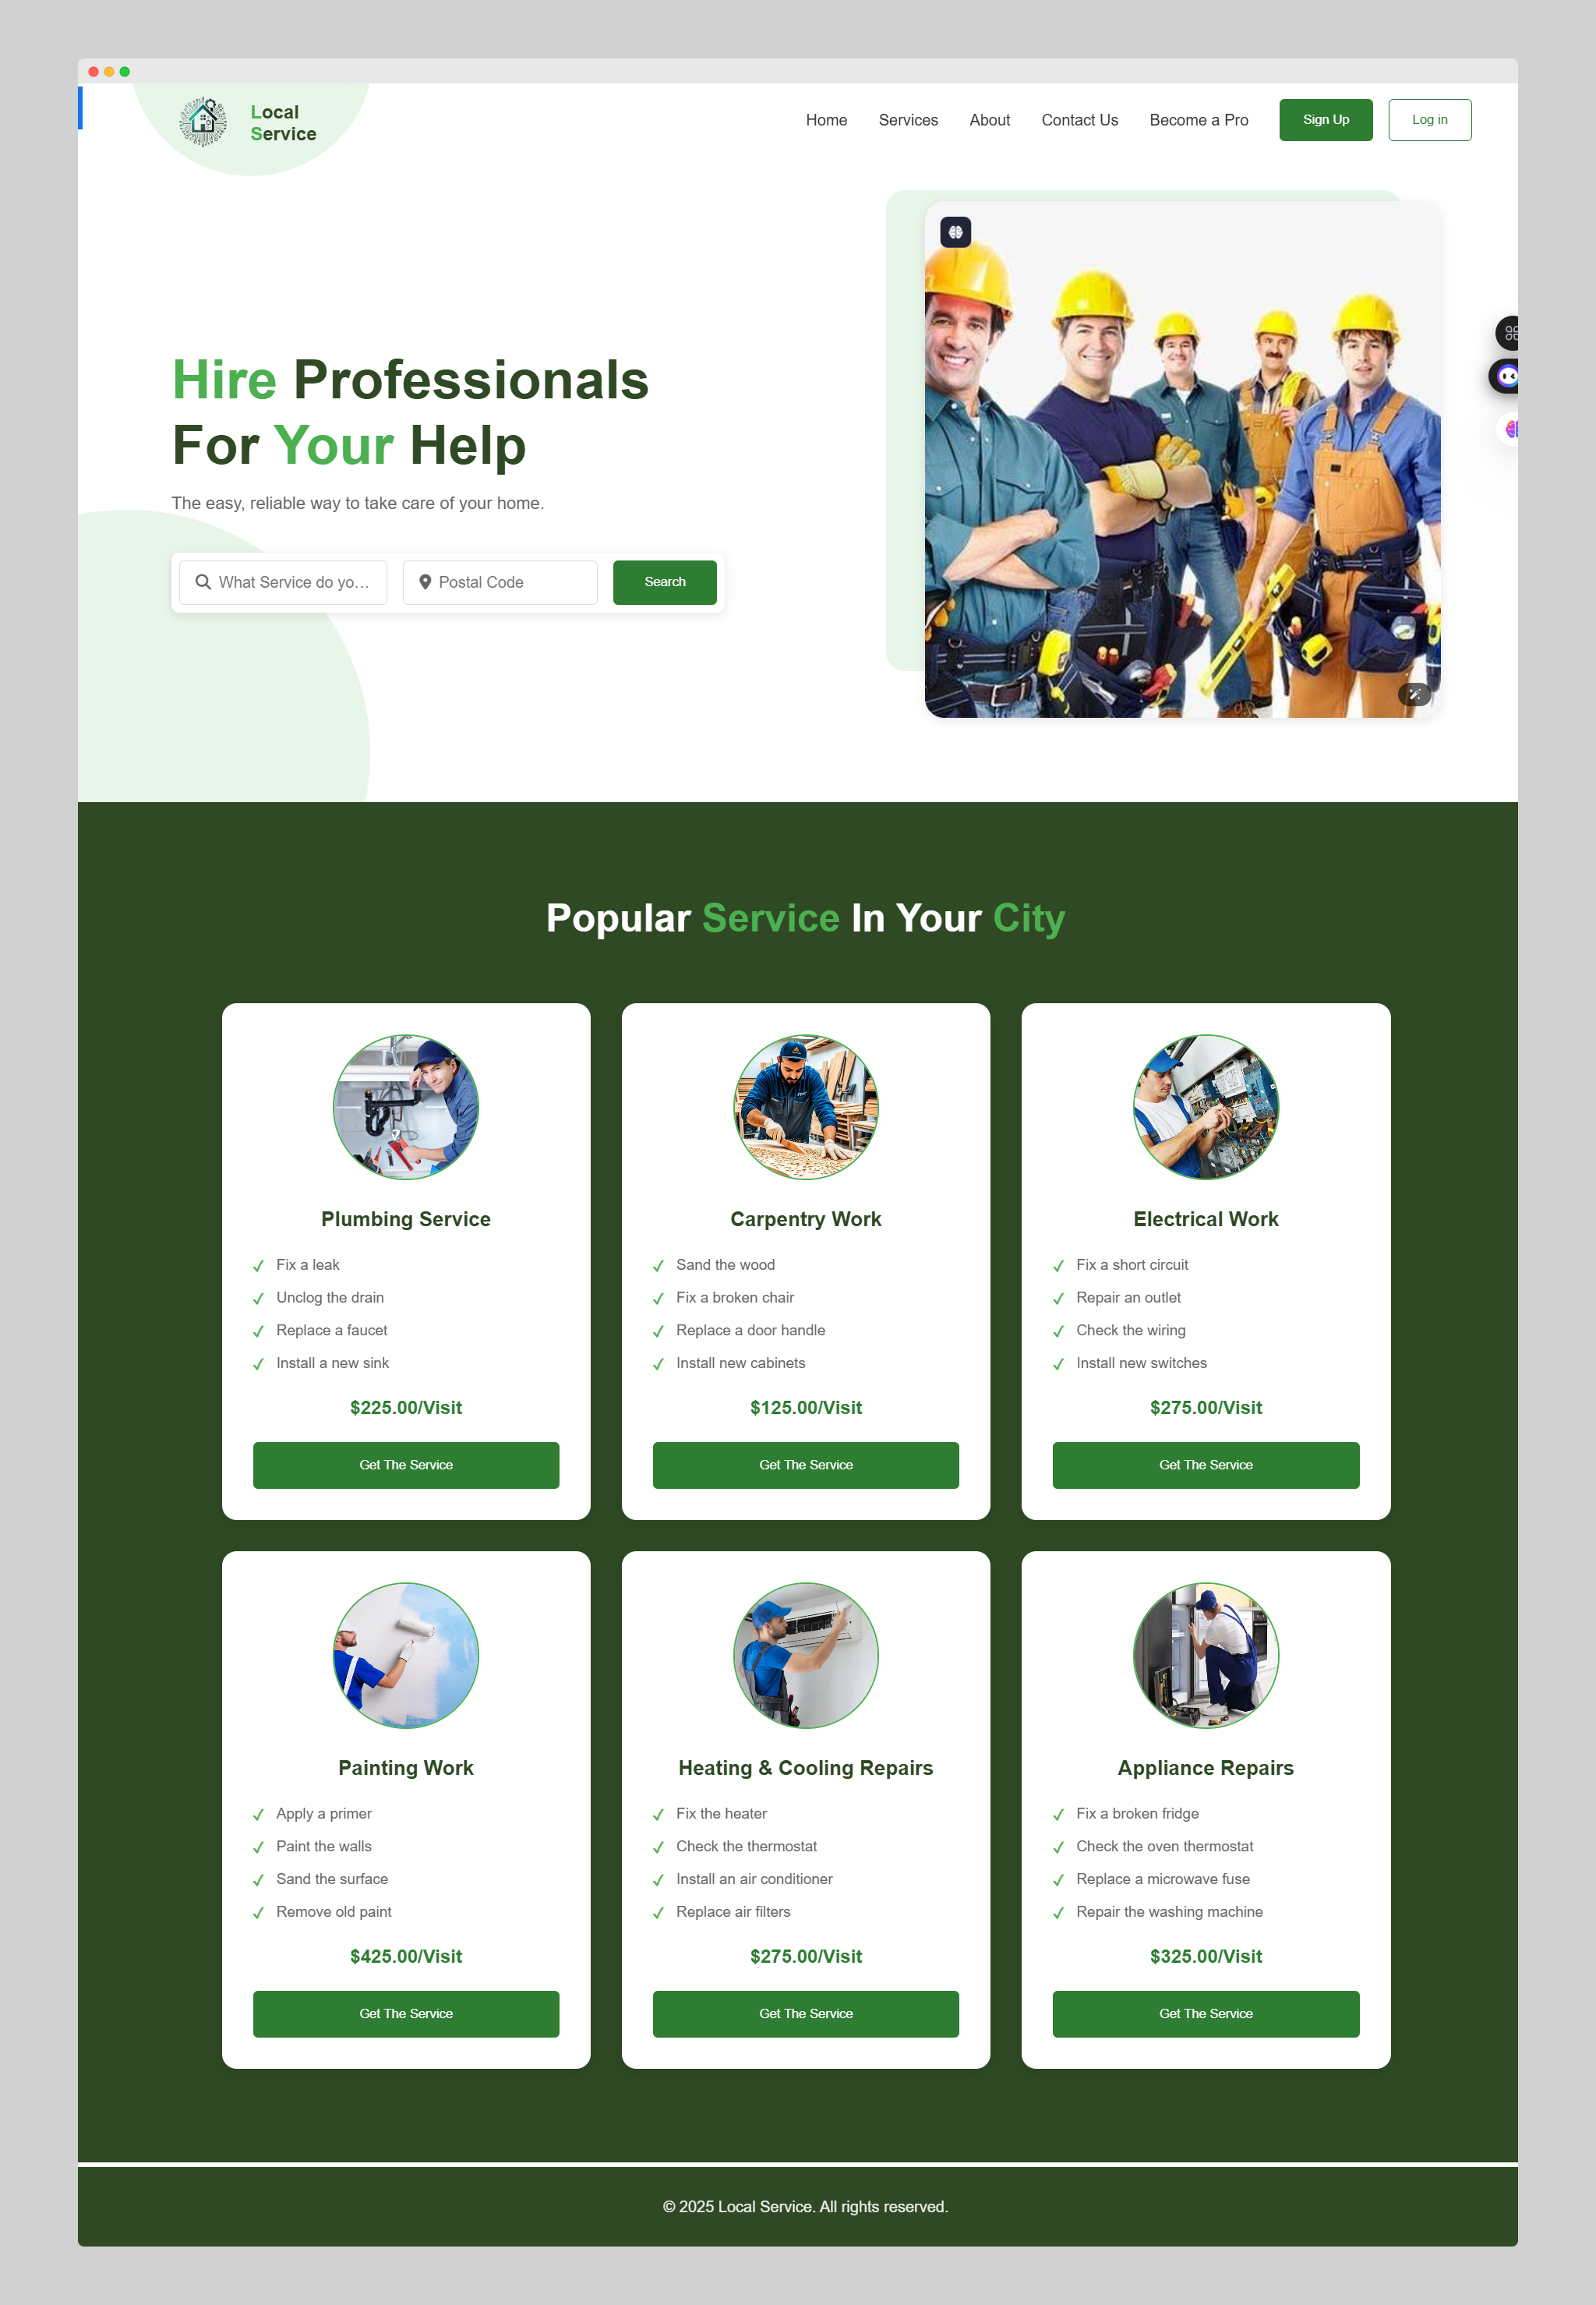 Local
Service
Home Services About Contact Us Become a Pro Sign Up Log in
Hire Professionals
For Your Help
The easy, reliable way to take care of your home.
What Service do yo... Postal Code Search
Popular Service In Your City
Plumbing Service
✓ Fix a leak
✓ Unclog the drain
✓ Replace a faucet
✓ Install a new sink
$225.00/Visit
Get The Service
Carpentry Work
✓ Sand the wood
✓ Fix a broken chair
✓ Replace a door handle
✓ Install new cabinets
$125.00/Visit
Get The Service
Electrical Work
✓ Fix a short circuit
✓ Repair an outlet
✓ Check the wiring
✓ Install new switches
$275.00/Visit
Get The Service
Painting Work
✓ Apply a primer
✓ Paint the walls
✓ Sand the surface
✓ Remove old paint
$425.00/Visit
Get The Service
Heating & Cooling Repairs
✓ Fix the heater
✓ Check the thermostat
✓ Install an air conditioner
✓ Replace air filters
$275.00/Visit
Get The Service
Appliance Repairs
✓ Fix a broken fridge
✓ Check the oven thermostat
✓ Replace a microwave fuse
✓ Repair the washing machine
$325.00/Visit
Get The Service
© 2025 Local Service. All rights reserved.